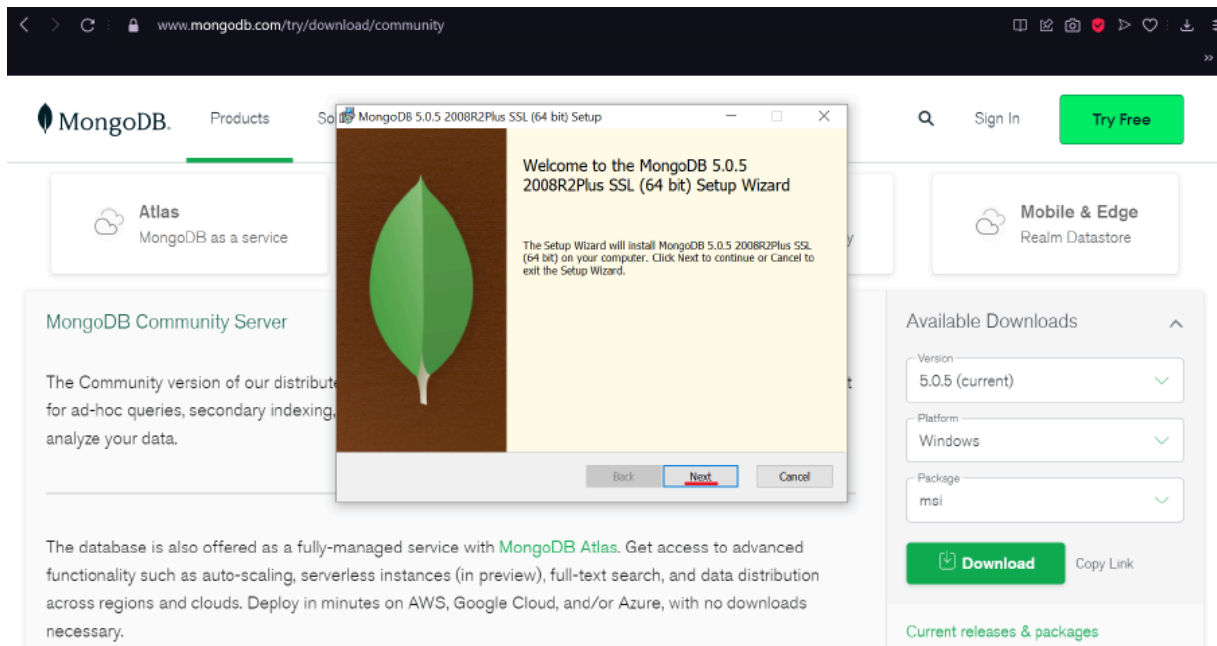 www.mongodb.com/try/download/community
MongoDB.
Products
So
Sign In
Try Free
MongoDB 5.0.5 2008R2Plus SSL (64 bit) Setup
Welcome to the MongoDB 5.0.5
2008R2Plus SSL (64 bit) Setup Wizard
The Setup Wizard will install MongoDB 5.0.5 2008R2Plus SSL
(64 bit) on your computer. Click Next to continue or Cancel to
exit the Setup Wizard.
Back
Next
Cancel
Atlas
MongoDB as a service
y
Mobile & Edge
Realm Datastore
MongoDB Community Server
The Community version of our distribute
t
for ad-hoc queries, secondary indexing,
analyze your data.
The database is also offered as a fully-managed service with MongoDB Atlas. Get access to advanced
functionality such as auto-scaling, serverless instances (in preview), full-text search, and data distribution
across regions and clouds. Deploy in minutes on AWS, Google Cloud, and/or Azure, with no downloads
necessary.
Available Downloads
Version
5.0.5 (current)
Platform
Windows
Package
msi
Download
Copy Link
Current releases & packages